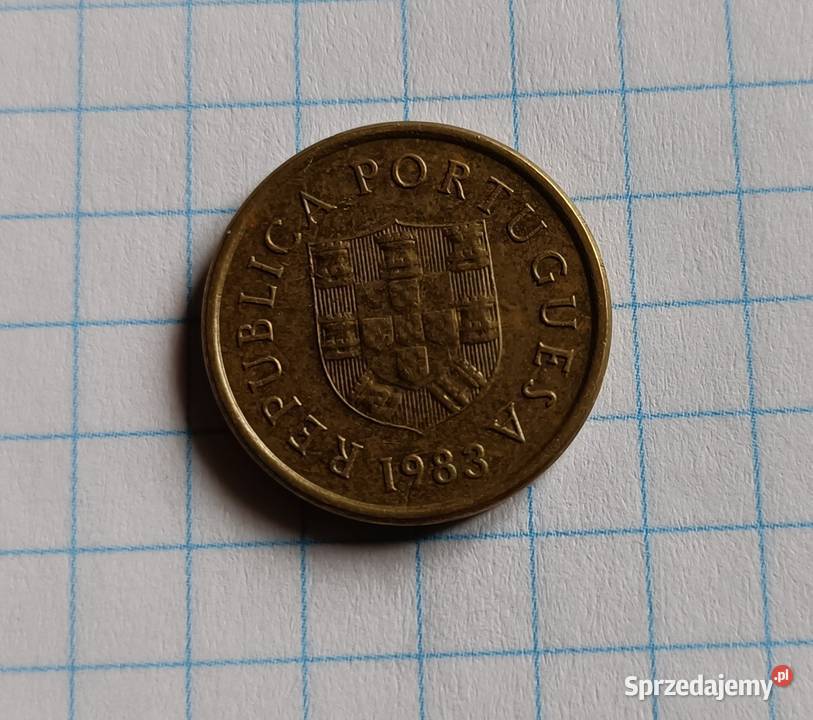 REPUBLICA PORTUGUESA
1983
Sprzedajemy.pl